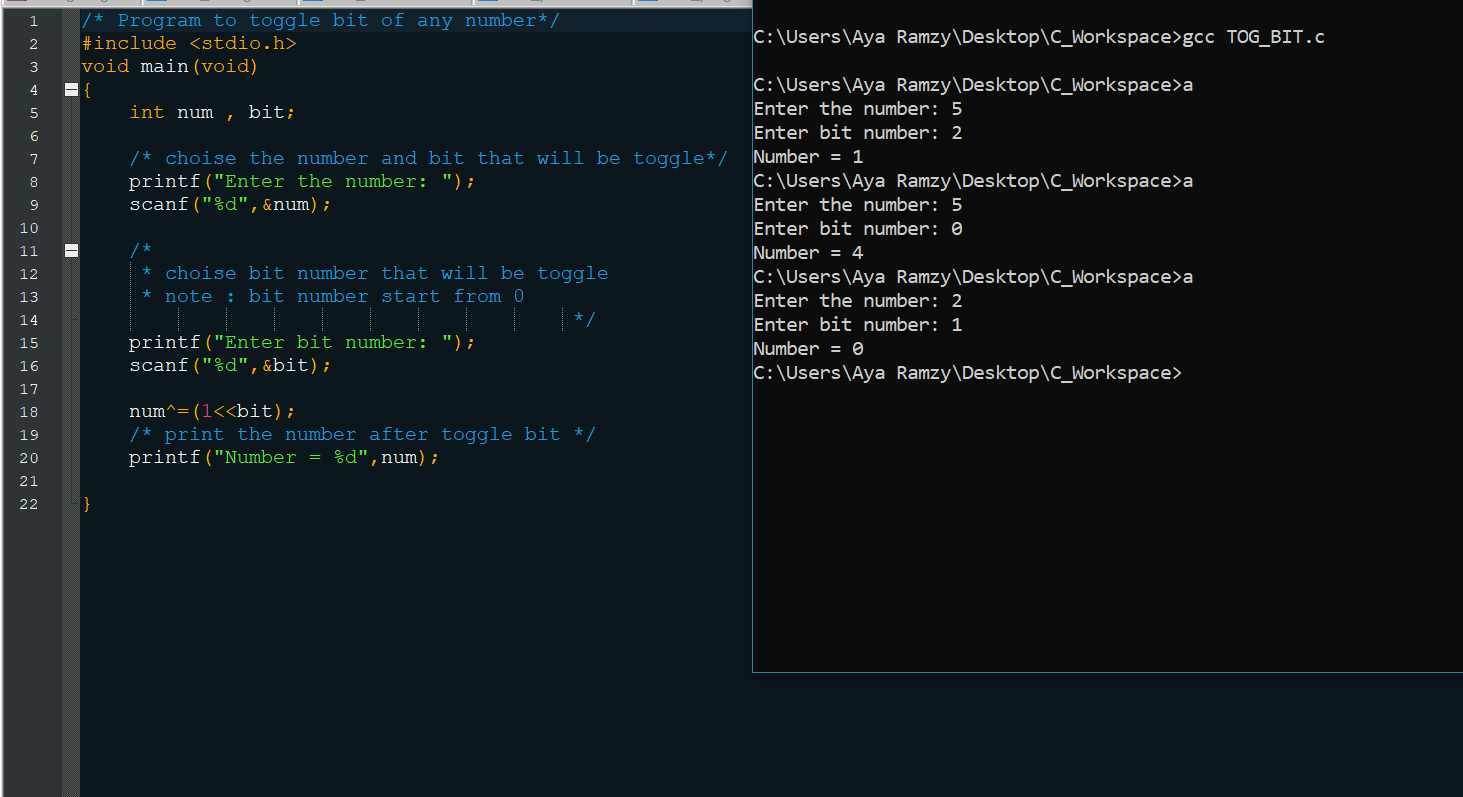 1 /* Program to toggle bit of any number*/
2 #include <stdio.h>
3 void main(void)
4 {
5 int num , bit;
6
7 /* choise the number and bit that will be toggle*/
8 printf("Enter the number: ");
9 scanf("%d",&num);
10
11 /*
12 * choise bit number that will be toggle
13 * note : bit number start from 0
14 */
15 printf("Enter bit number: ");
16 scanf("%d",&bit);
17
18 num^=(1<<bit);
19 /* print the number after toggle bit */
20 printf("Number = %d",num);
21
22 }
C:\Users\Aya Ramzy\Desktop\C_Workspace>gcc TOG_BIT.c
C:\Users\Aya Ramzy\Desktop\C_Workspace>a
Enter the number: 5
Enter bit number: 2
Number = 1
C:\Users\Aya Ramzy\Desktop\C_Workspace>a
Enter the number: 5
Enter bit number: 0
Number = 4
C:\Users\Aya Ramzy\Desktop\C_Workspace>a
Enter the number: 2
Enter bit number: 1
Number = 0
C:\Users\Aya Ramzy\Desktop\C_Workspace>